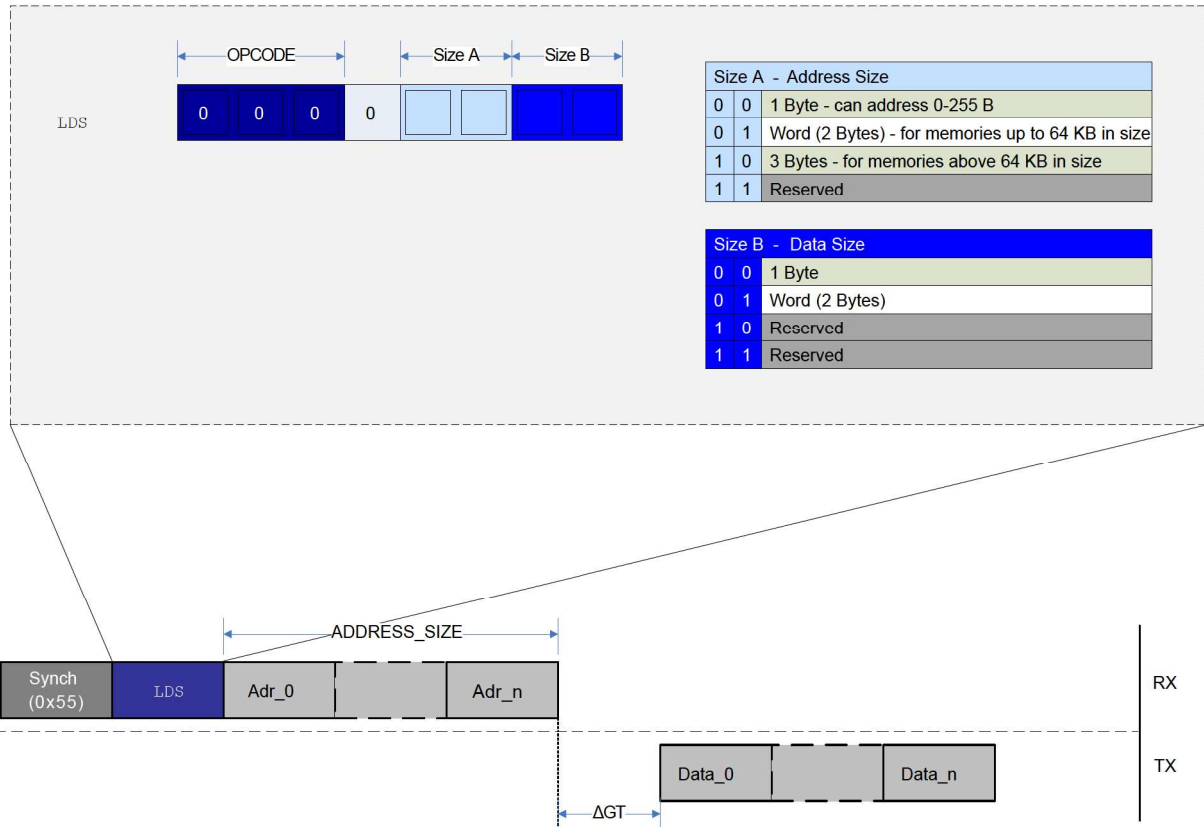 OPCODE Size A Size B
LDS 0 0 0 0
Size A - Address Size
0 0 1 Byte - can address 0-255 B
0 1 Word (2 Bytes) - for memories up to 64 KB in size
1 0 3 Bytes - for memories above 64 KB in size
1 1 Reserved
Size B - Data Size
0 0 1 Byte
0 1 Word (2 Bytes)
1 0 Reserved
1 1 Reserved
ADDRESS_SIZE
Synch
(0x55)
LDS
Adr_0
Adr_n
RX
Data_0
Data_n
TX
ΔGT